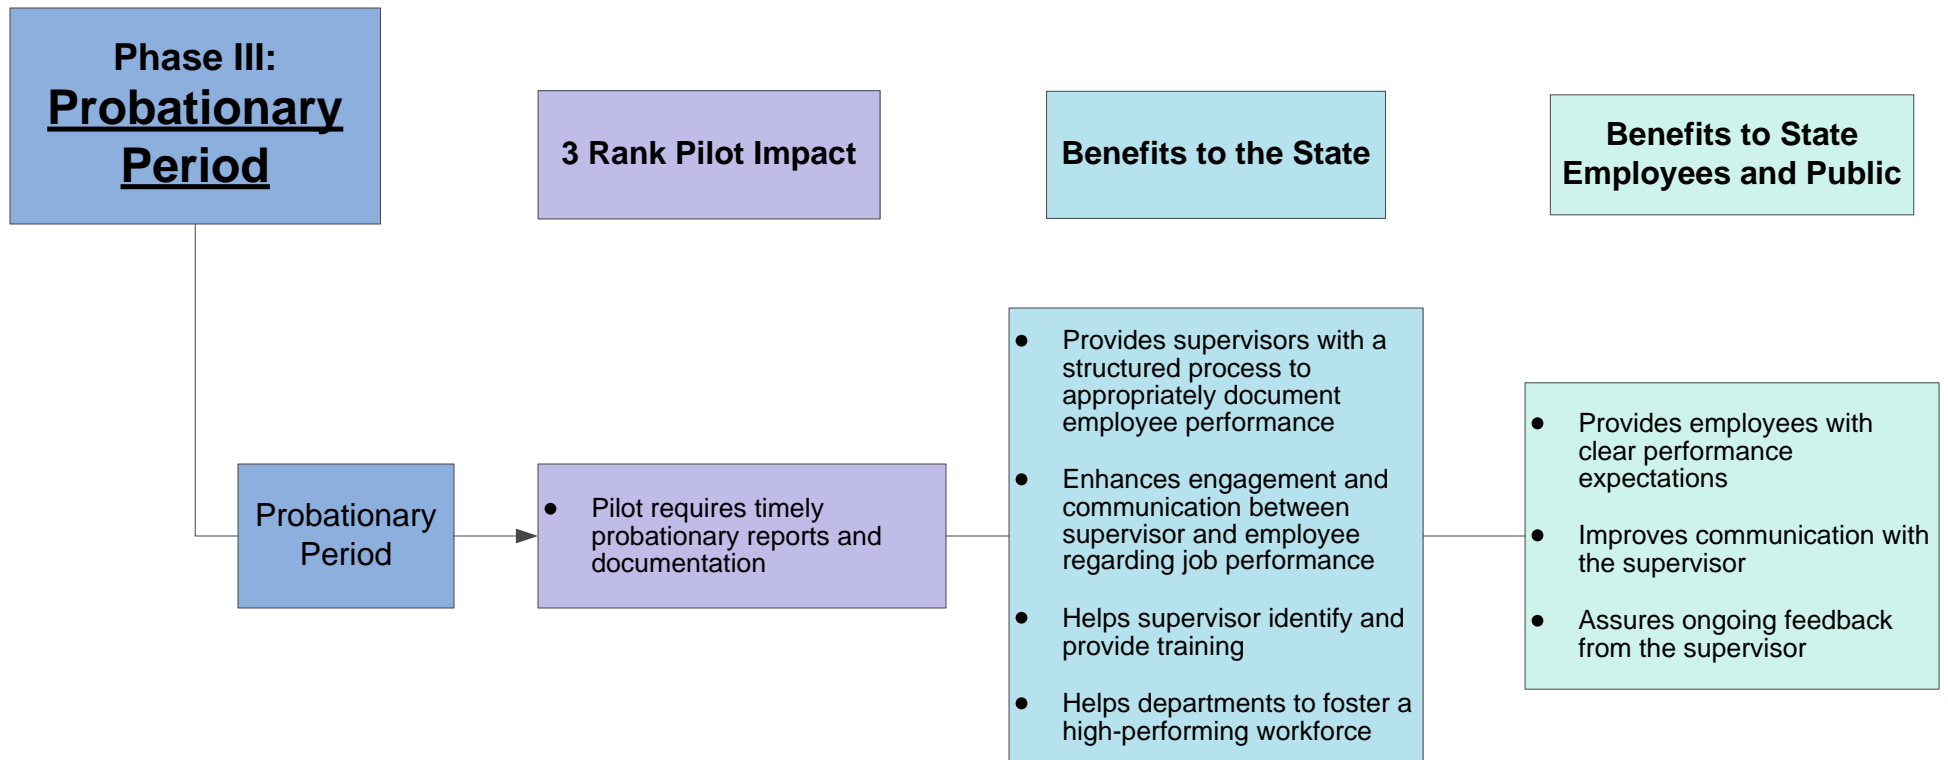 Phase III:
Probationary
Period
3 Rank Pilot Impact
Benefits to the State
Benefits to State
Employees and Public
Probationary
Period
● Pilot requires timely
probationary reports and
documentation
● Provides supervisors with a
structured process to
appropriately document
employee performance
● Enhances engagement and
communication between
supervisor and employee
regarding job performance
● Helps supervisor identify and
provide training
● Helps departments to foster a
high-performing workforce
● Provides employees with
clear performance
expectations
● Improves communication with
the supervisor
● Assures ongoing feedback
from the supervisor